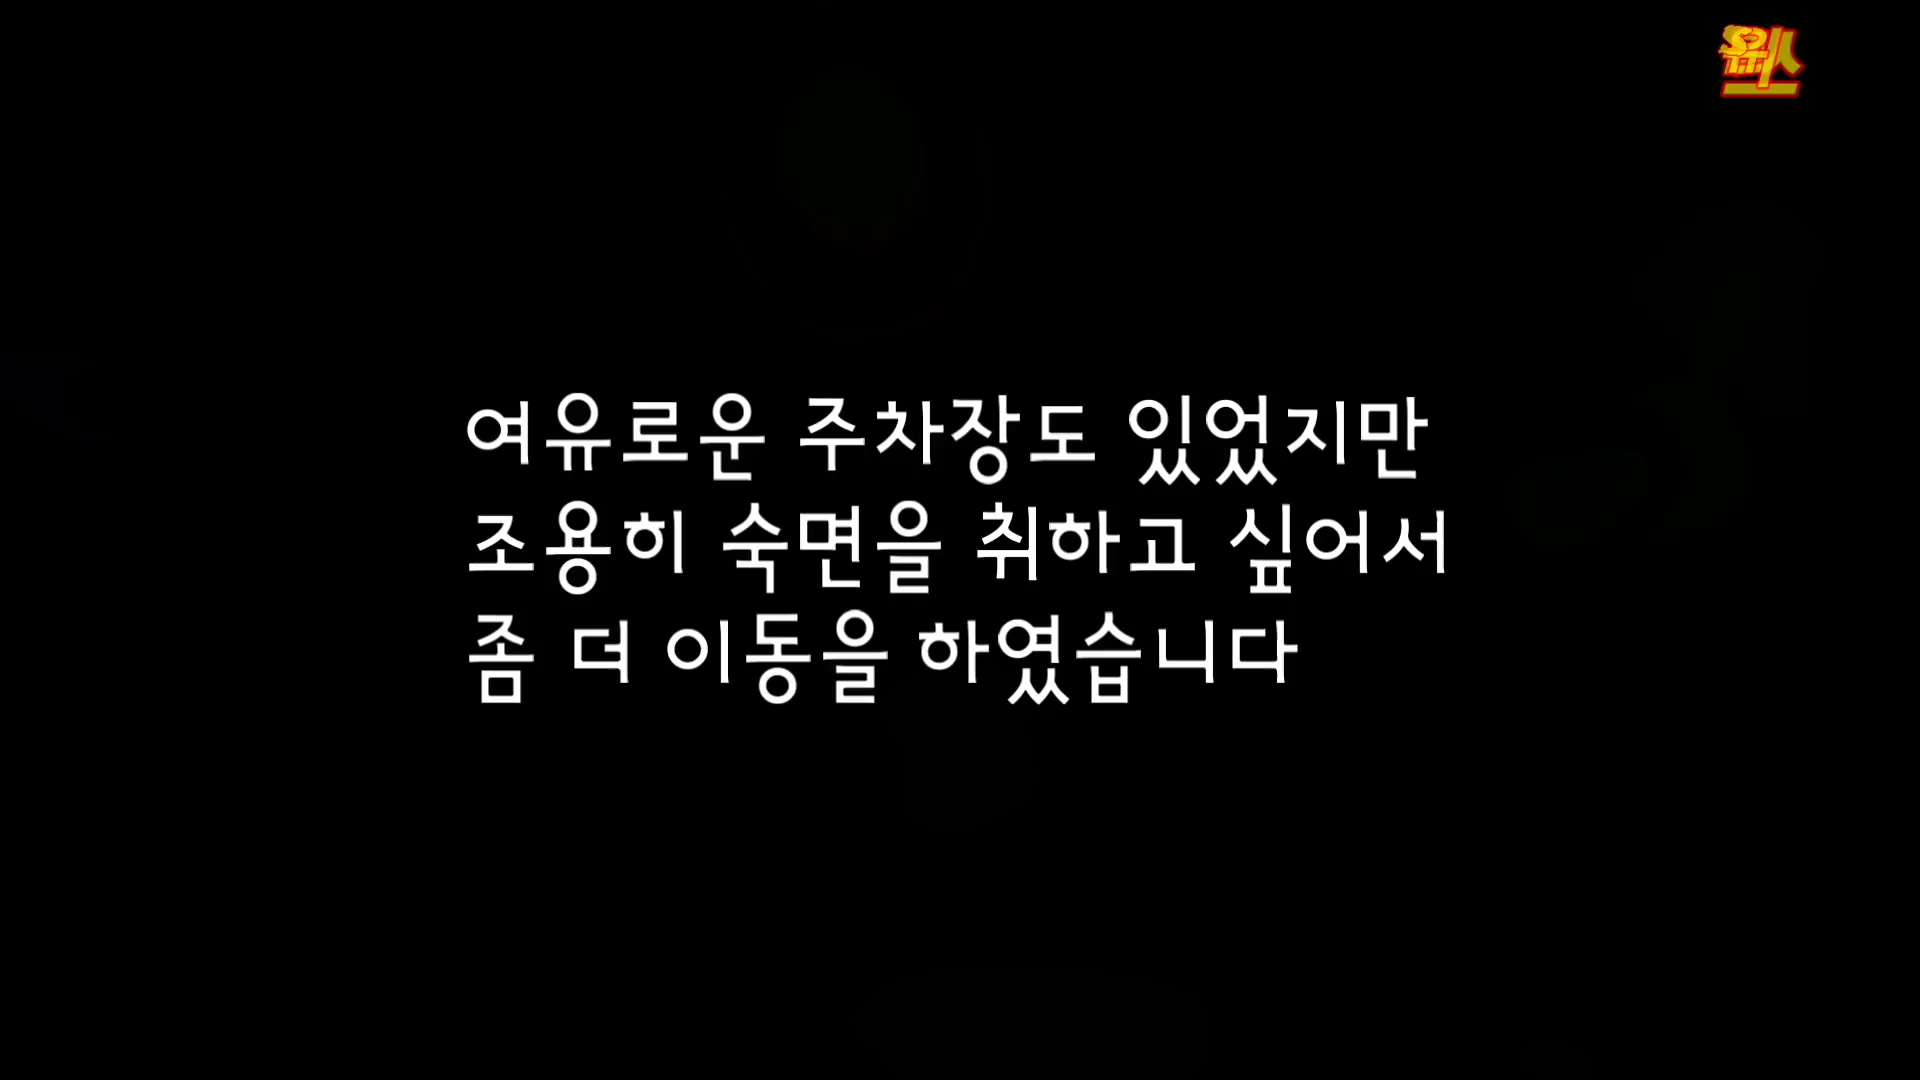 여유로운 주차장도 있었지만
조용히 숙면을 취하고 싶어서
좀 더 이동을 하였습니다